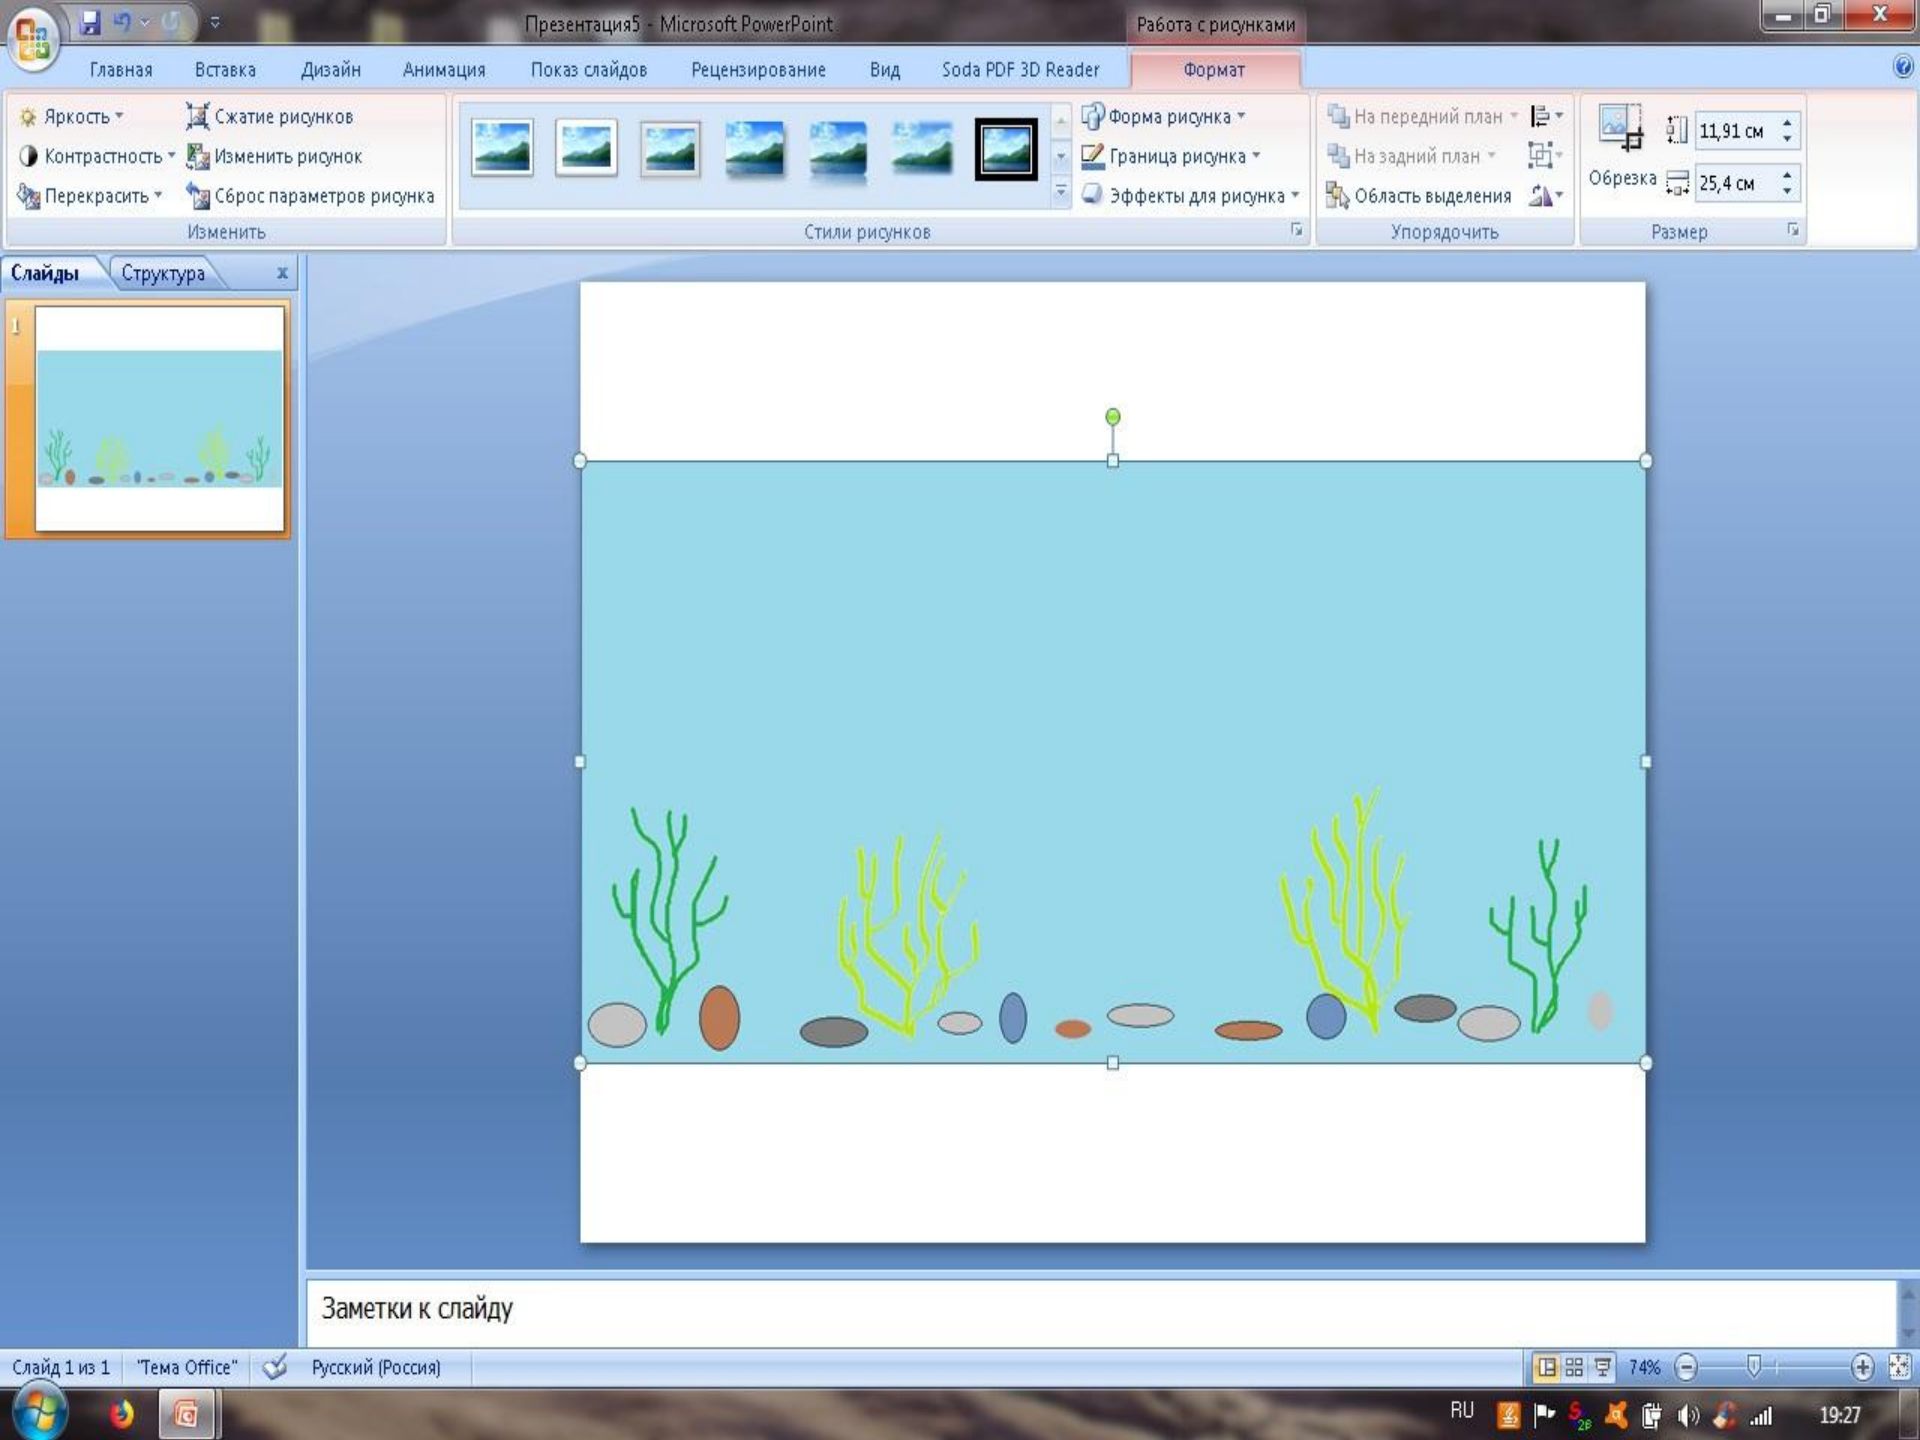 Презентация5 - Microsoft PowerPoint
Работа с рисунками
Главная Вставка Дизайн Анимация Показ слайдов Рецензирование Вид Soda PDF 3D Reader Формат
Яркость Сжатие рисунков Форма рисунка На передний план 11,91 см
Контрастность Изменить рисунок Граница рисунка На задний план
Перекрасить Сброс параметров рисунка Эффекты для рисунка Область выделения Обрезка 25,4 см
Изменить Стили рисунков Упорядочить Размер
Слайды Структура x
1
Заметки к слайду
Слайд 1 из 1 "Тема Office" Русский (Россия) 74%
RU 19:27